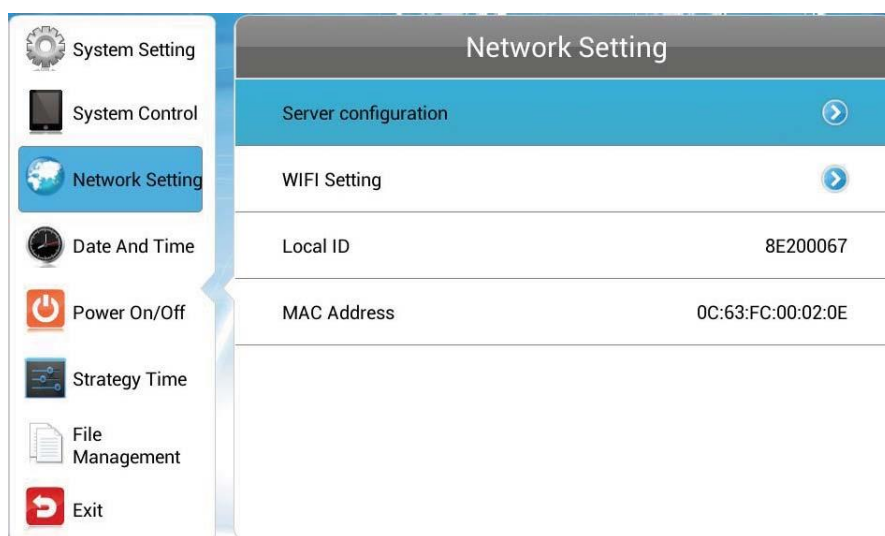 System Setting
System Control
Network Setting
Date And Time
Power On/Off
Strategy Time
File
Management
Exit
Network Setting
Server configuration
WIFI Setting
Local ID 8E200067
MAC Address 0C:63:FC:00:02:0E